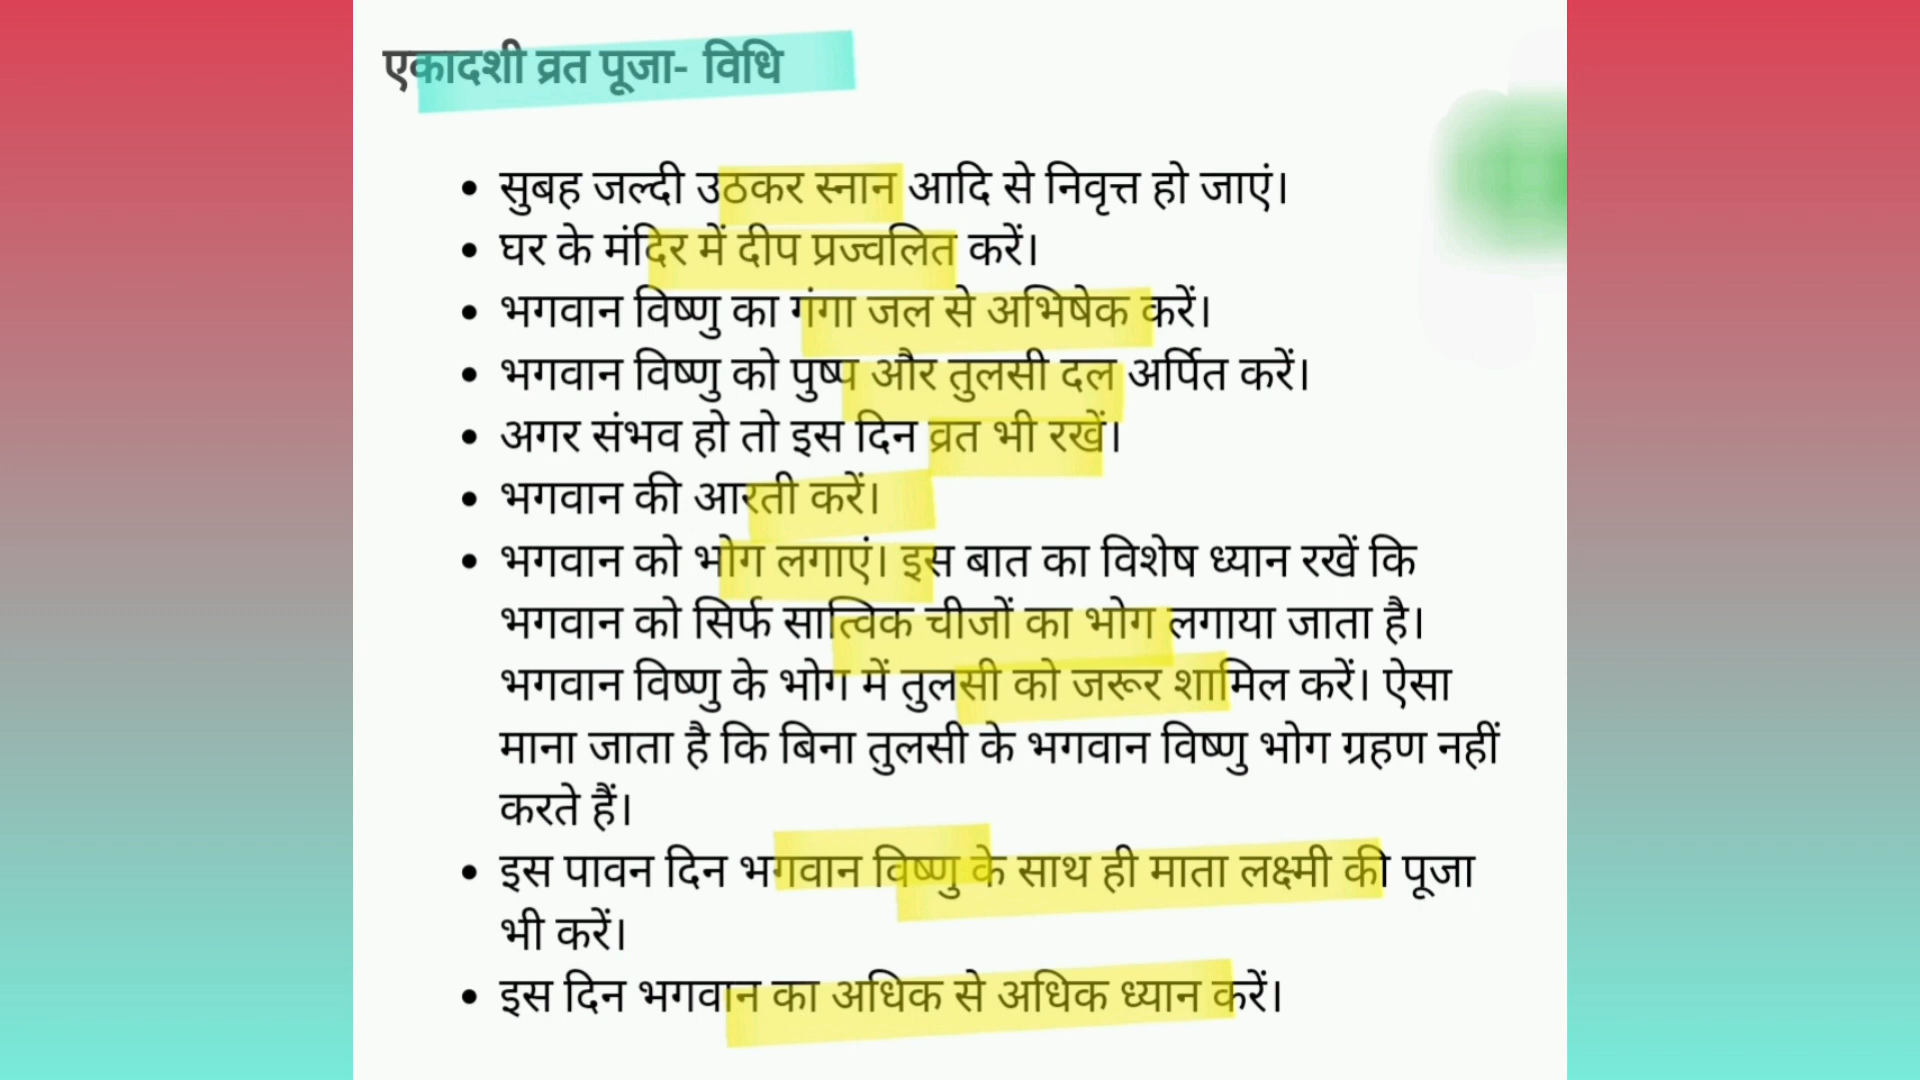 एकादशी व्रत पूजा- विधि
• सुबह जल्दी उठकर स्नान आदि से निवृत्त हो जाएं।
• घर के मंदिर में दीप प्रज्वलित करें।
• भगवान विष्णु का गंगा जल से अभिषेक करें।
• भगवान विष्णु को पुष्प और तुलसी दल अर्पित करें।
• अगर संभव हो तो इस दिन व्रत भी रखें।
• भगवान की आरती करें।
• भगवान को भोग लगाएं। इस बात का विशेष ध्यान रखें कि
भगवान को सिर्फ सात्विक चीजों का भोग लगाया जाता है।
भगवान विष्णु के भोग में तुलसी को जरूर शामिल करें। ऐसा
माना जाता है कि बिना तुलसी के भगवान विष्णु भोग ग्रहण नहीं
करते हैं।
• इस पावन दिन भगवान विष्णु के साथ ही माता लक्ष्मी की पूजा
भी करें।
• इस दिन भगवान का अधिक से अधिक ध्यान करें।